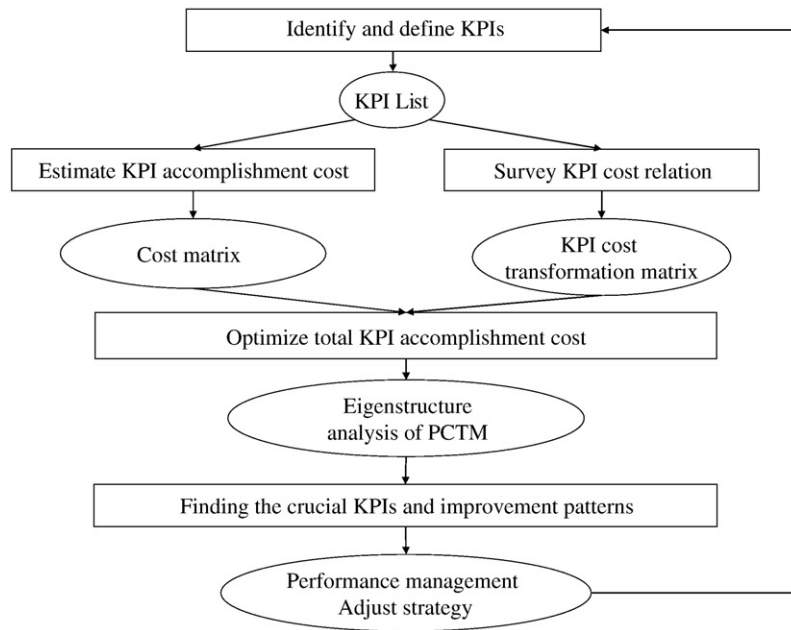 Identify and define KPIs
KPI List
Estimate KPI accomplishment cost
Survey KPI cost relation
Cost matrix
KPI cost
transformation matrix
Optimize total KPI accomplishment cost
Eigenstructure
analysis of PCTM
Finding the crucial KPIs and improvement patterns
Performance management
Adjust strategy